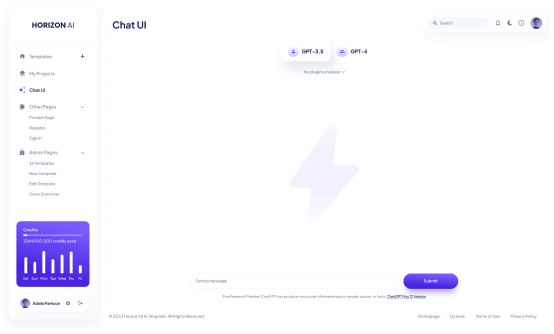 HORIZON AI
Templates
My Projects
Chat UI
Other Pages
Prompt Page
Register
Sign In
Admin Pages
All Templates
New Template
Edit Template
Users Overview
Credits
3264/100.000 credits used
Sat Sun Mon Tue Wed Thu Fri
Adela Parkson
Chat UI
Search
GPT-3.5
GPT-4
No plugins enabled
Send a message
Submit
Free Research Preview. ChatGPT may produce inaccurate information about people, places, or facts. ChatGPT May 12 Version
© 2023 Horizon UI AI Template. All Rights Reserved.
Homepage
License
Terms of Use
Privacy Policy